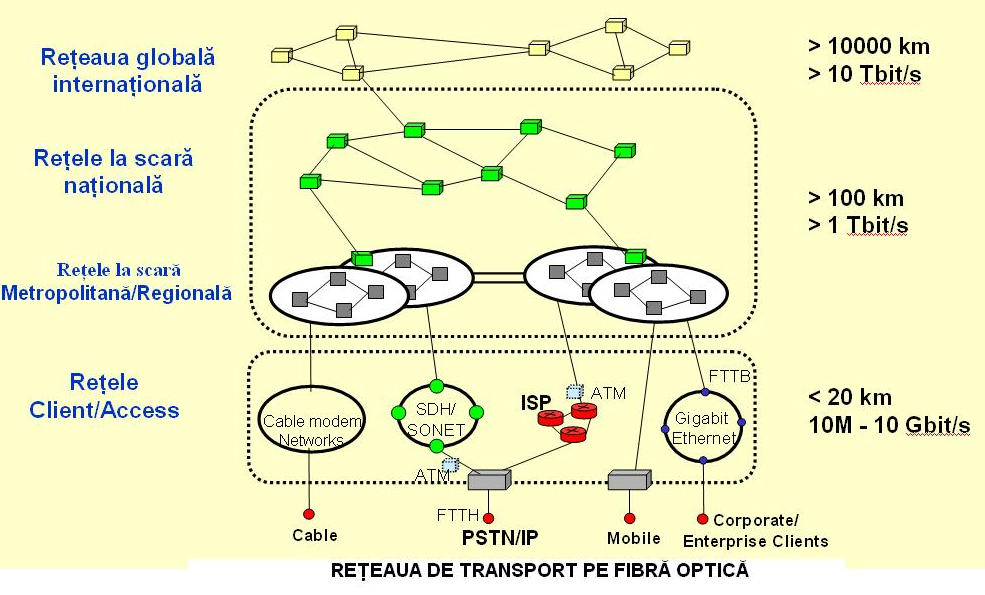 Rețeaua globală
internațională
> 10000 km
> 10 Tbit/s
Rețele la scară
națională
> 100 km
> 1 Tbit/s
Rețele la scară
Metropolitană/Regională
Rețele
Client/Access
FTTB
ATM
ISP
SDH/
SONET
Cable modem
Networks
Gigabit
Ethernet
< 20 km
10M - 10 Gbit/s
ATM
FTTH
Cable
PSTN/IP
Mobile
Corporate/
Enterprise Clients
REȚEAUA DE TRANSPORT PE FIBRĂ OPTICĂ